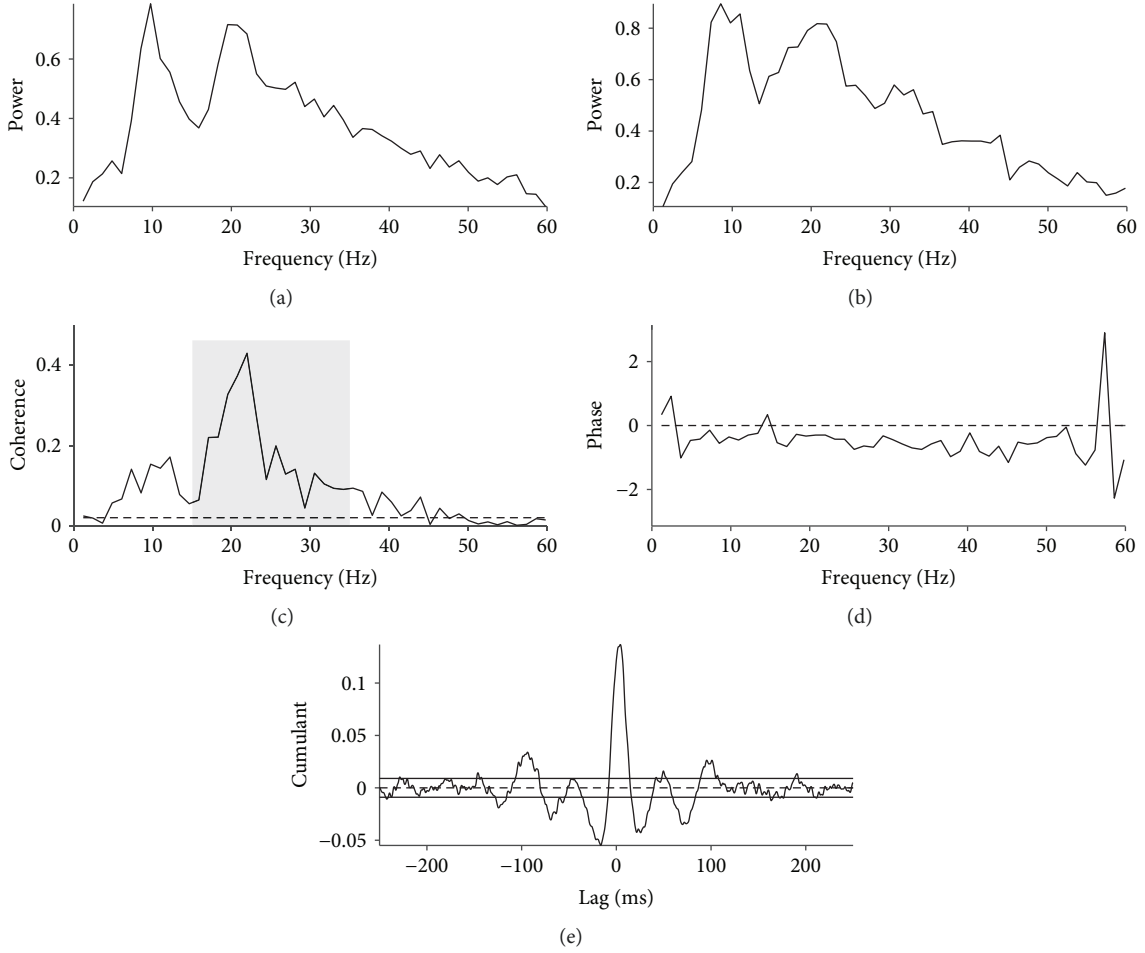 Power
0.6
0.4
0.2
0 10 20 30 40 50 60
Frequency (Hz)
(a)
Power
0.8
0.6
0.4
0.2
0 10 20 30 40 50 60
Frequency (Hz)
(b)
Coherence
0.4
0.2
0
0 10 20 30 40 50 60
Frequency (Hz)
(c)
Phase
2
0
−2
0 10 20 30 40 50 60
Frequency (Hz)
(d)
Cumulant
0.1
0.05
0
−0.05
−200 −100 0 100 200
Lag (ms)
(e)